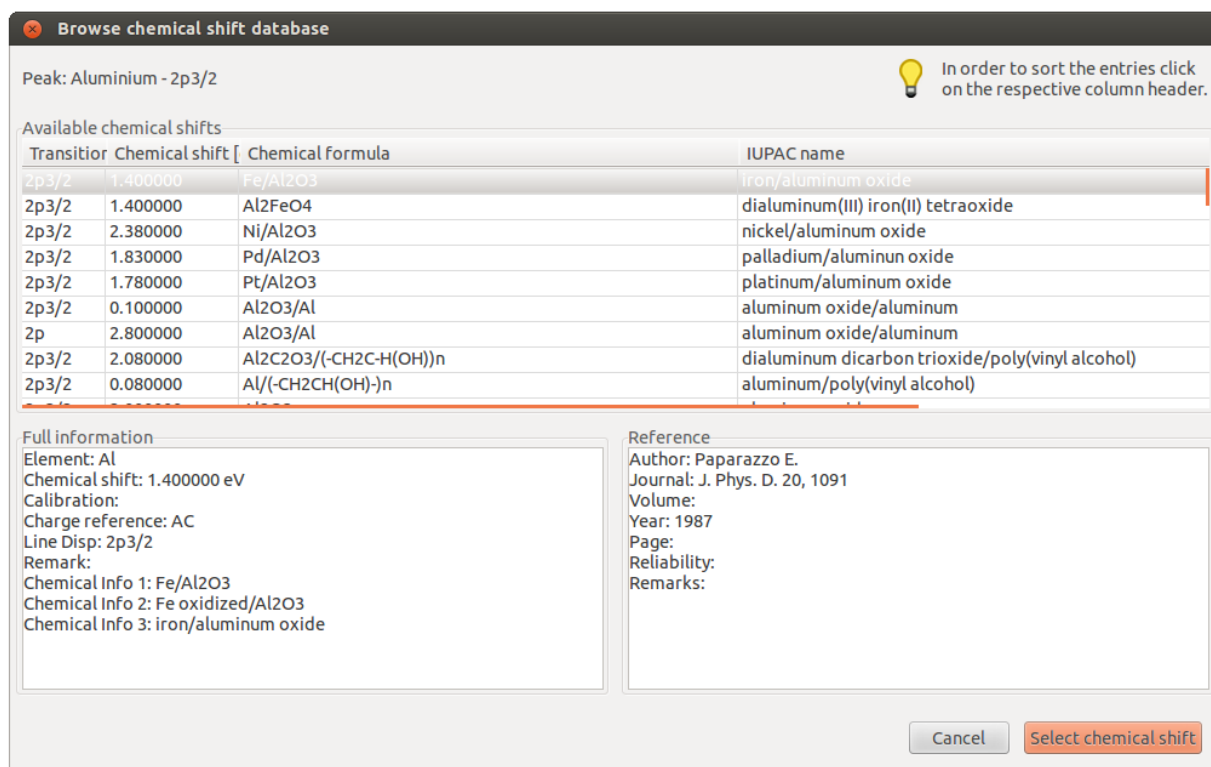 Browse chemical shift database
Peak: Aluminium - 2p3/2
In order to sort the entries click
on the respective column header.
Available chemical shifts
Transition Chemical shift [ Chemical formula IUPAC name
2p3/2 1.400000 Fe/Al2O3 iron/aluminum oxide
2p3/2 1.400000 Al2FeO4 dialuminum(III) iron(II) tetraoxide
2p3/2 2.380000 Ni/Al2O3 nickel/aluminum oxide
2p3/2 1.830000 Pd/Al2O3 palladium/aluminun oxide
2p3/2 1.780000 Pt/Al2O3 platinum/aluminum oxide
2p3/2 0.100000 Al2O3/Al aluminum oxide/aluminum
2p 2.800000 Al2O3/Al aluminum oxide/aluminum
2p3/2 2.080000 Al2C2O3/(-CH2C-H(OH))n dialuminum dicarbon trioxide/poly(vinyl alcohol)
2p3/2 0.080000 Al/(-CH2CH(OH)-)n aluminum/poly(vinyl alcohol)
Full information
Element: Al
Chemical shift: 1.400000 eV
Calibration:
Charge reference: AC
Line Disp: 2p3/2
Remark:
Chemical Info 1: Fe/Al2O3
Chemical Info 2: Fe oxidized/Al2O3
Chemical Info 3: iron/aluminum oxide
Reference
Author: Paparazzo E.
Journal: J. Phys. D. 20, 1091
Volume:
Year: 1987
Page:
Reliability:
Remarks:
Cancel
Select chemical shift